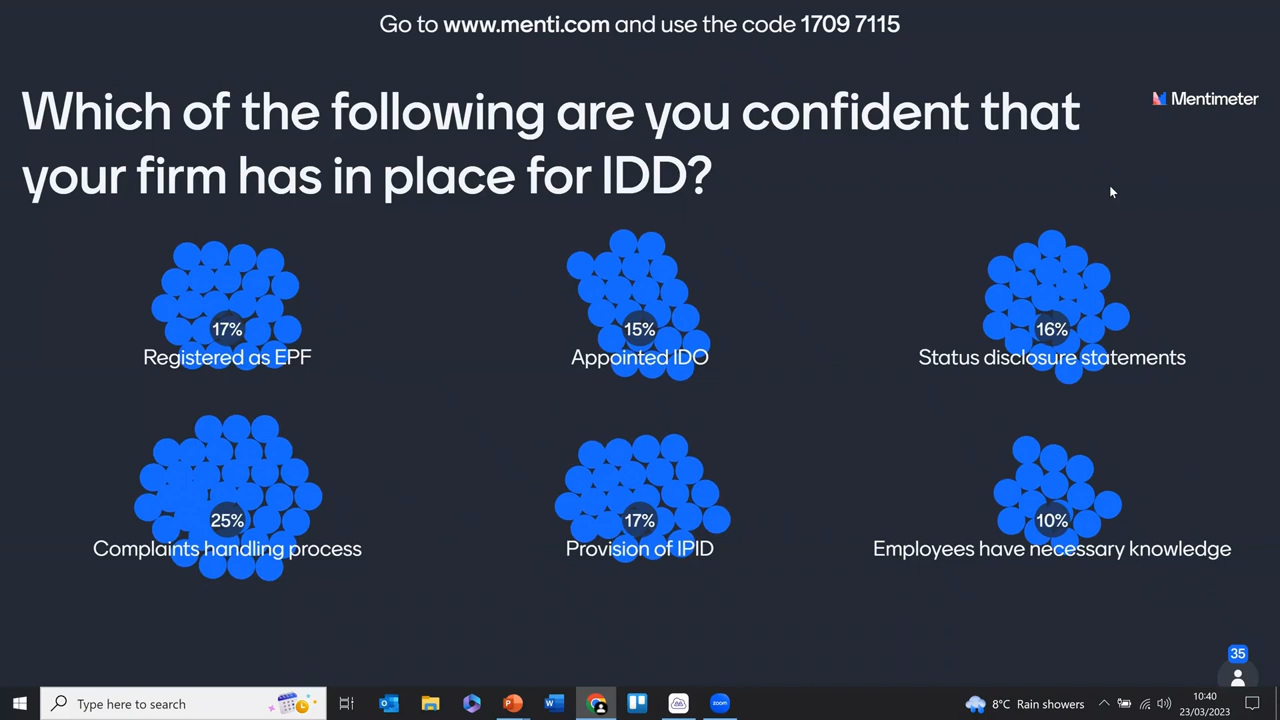 Go to www.menti.com and use the code 1709 7115
Which of the following are you confident that
your firm has in place for IDD?
Mentimeter
17%
Registered as EPF
15%
Appointed IDO
16%
Status disclosure statements
25%
Complaints handling process
17%
Provision of IPID
10%
Employees have necessary knowledge
35
Type here to search
8°C Rain showers
10:40
23/03/2023